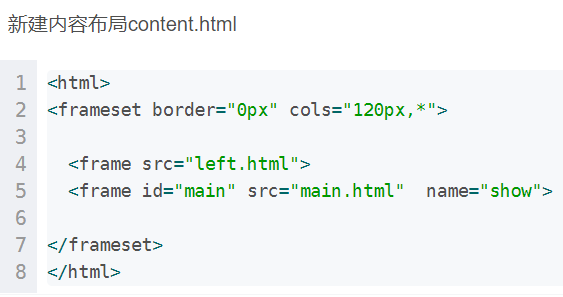 新建内容布局content.html
1 <html>
2 <frameset border="0px" cols="120px,*">
3
4   <frame src="left.html">
5   <frame id="main" src="main.html"  name="show">
6
7 </frameset>
8 </html>